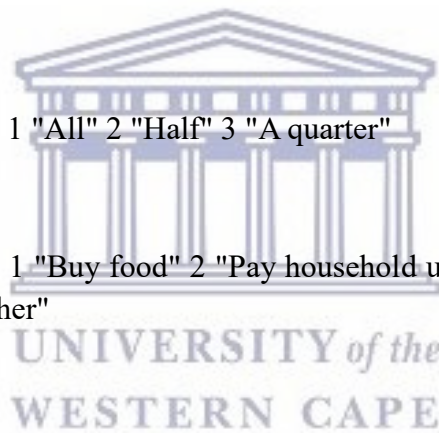 1 "All" 2 "Half" 3 "A quarter"
1 "Buy food" 2 "Pay household u
her"
UNIVERSITY of the
WESTERN CAPE